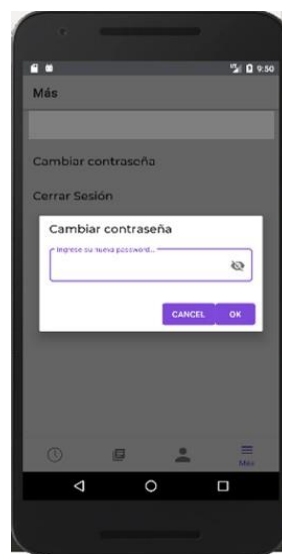 9:50
Más
Cambiar contraseña
Cerrar Sesión
Cambiar contraseña
Ingrese su nueva password...
CANCEL OK
Más